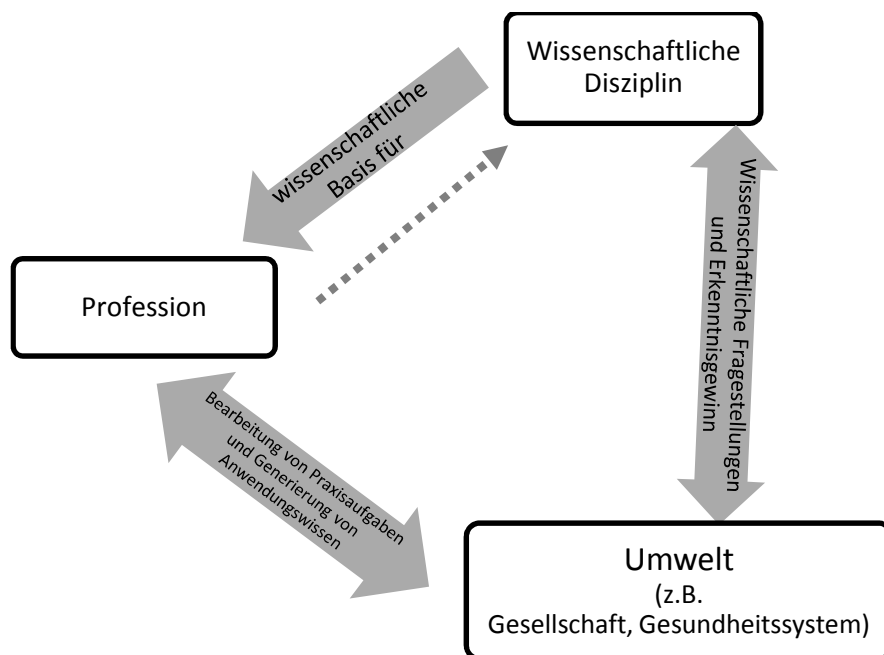 Wissenschaftliche
Disziplin
wissenschaftliche
Basis für
Wissenschaftliche Fragestellungen
und Erkenntnisgewinn
Profession
Bearbeitung von Praxisaufgaben
und Generierung von
Anwendungswissen
Umwelt
(z.B.
Gesellschaft, Gesundheitssystem)